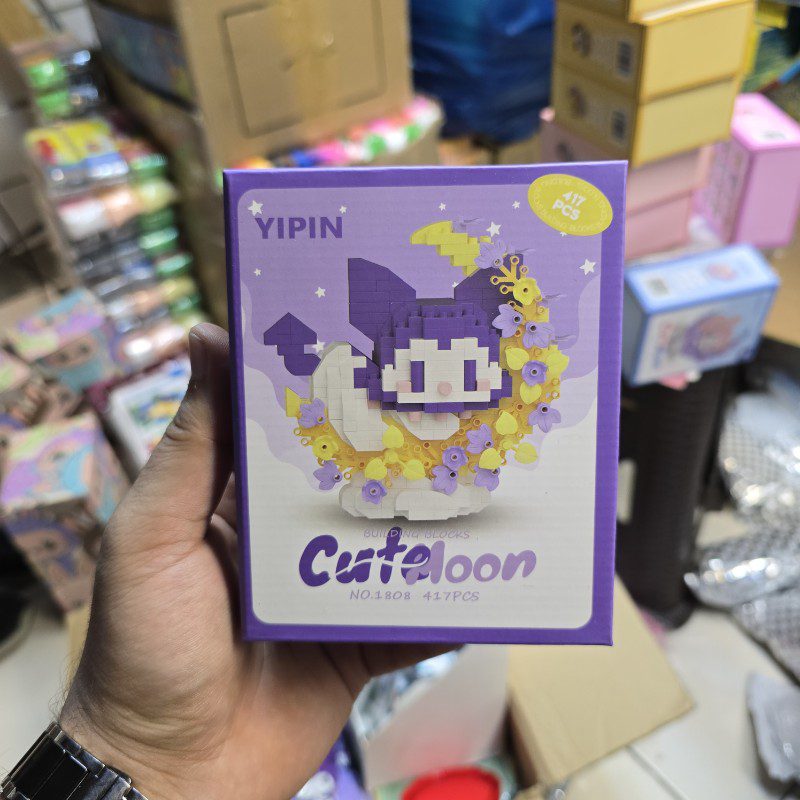 YIPIN
417
PCS
BUILDING BLOCKS
CuteMoon
NO.1808 417PCS